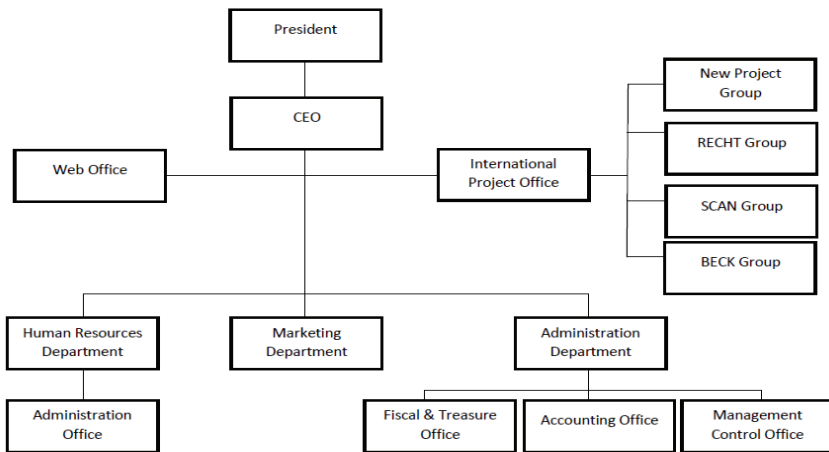 President
CEO
New Project
Group
RECHT Group
Web Office
International
Project Office
SCAN Group
BECK Group
Human Resources
Department
Marketing
Department
Administration
Department
Administration
Office
Fiscal & Treasure
Office
Accounting Office
Management
Control Office